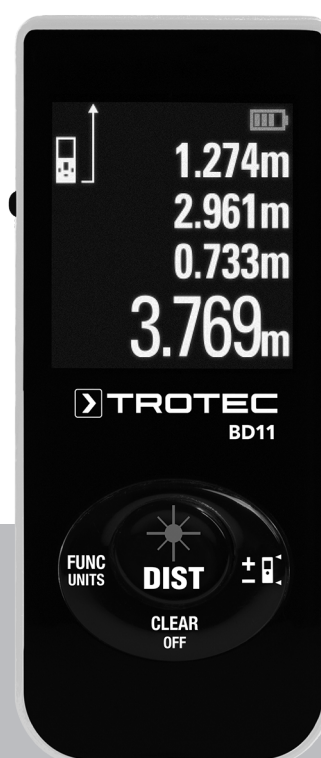 1.274m
2.961m
0.733m
3.769m
TROTEC
BD11
FUNC
UNITS
DIST
+
−
CLEAR
OFF